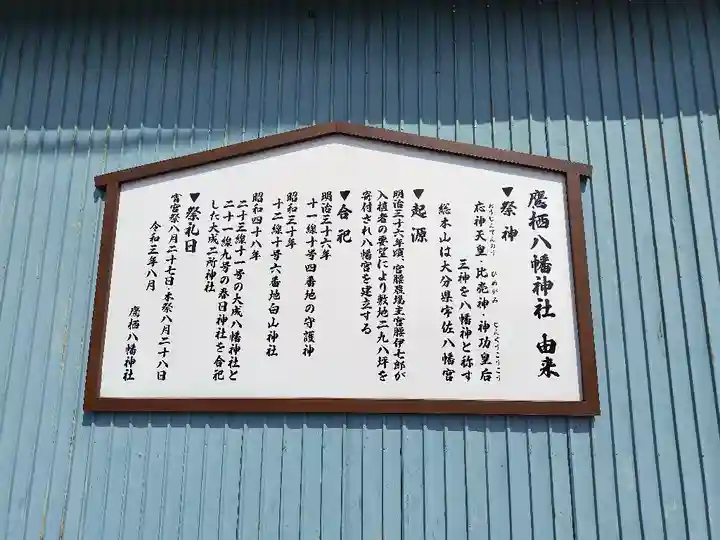 鷹栖八幡神社 由来
▼祭神
応神天皇・比売神・神功皇后
おうじんてんのう ひめがみ じんぐうこうごう
三神を八幡神と称す
総本山は大分県宇佐八幡宮
▼起源
明治三十六年頃、宮腰農場主宮腰伊七郎が
入植者の要望により敷地二九八坪を
寄付され八幡宮を建立する
▼合祀
明治三十六年
十一線十号四番地の守護神
昭和三十年
十二線十号六番地白山神社
昭和四十八年
二十三線十一号の大成八幡神社と
二十一線九号の春日神社を合祀
した大成二所神社
▼祭礼日
宵宮祭八月二十七日・本祭八月二十八日
令和三年八月
鷹栖八幡神社